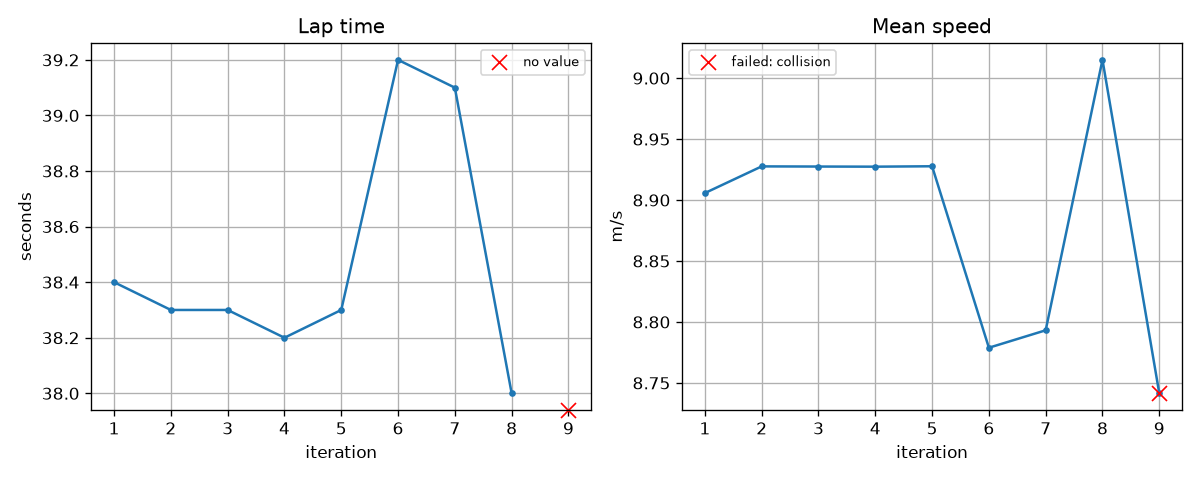 Lap time
no value
39.2
39.0
38.8
38.6
38.4
38.2
38.0
seconds
1 2 3 4 5 6 7 8 9
iteration
Mean speed
failed: collision
9.00
8.95
8.90
8.85
8.80
8.75
m/s
1 2 3 4 5 6 7 8 9
iteration